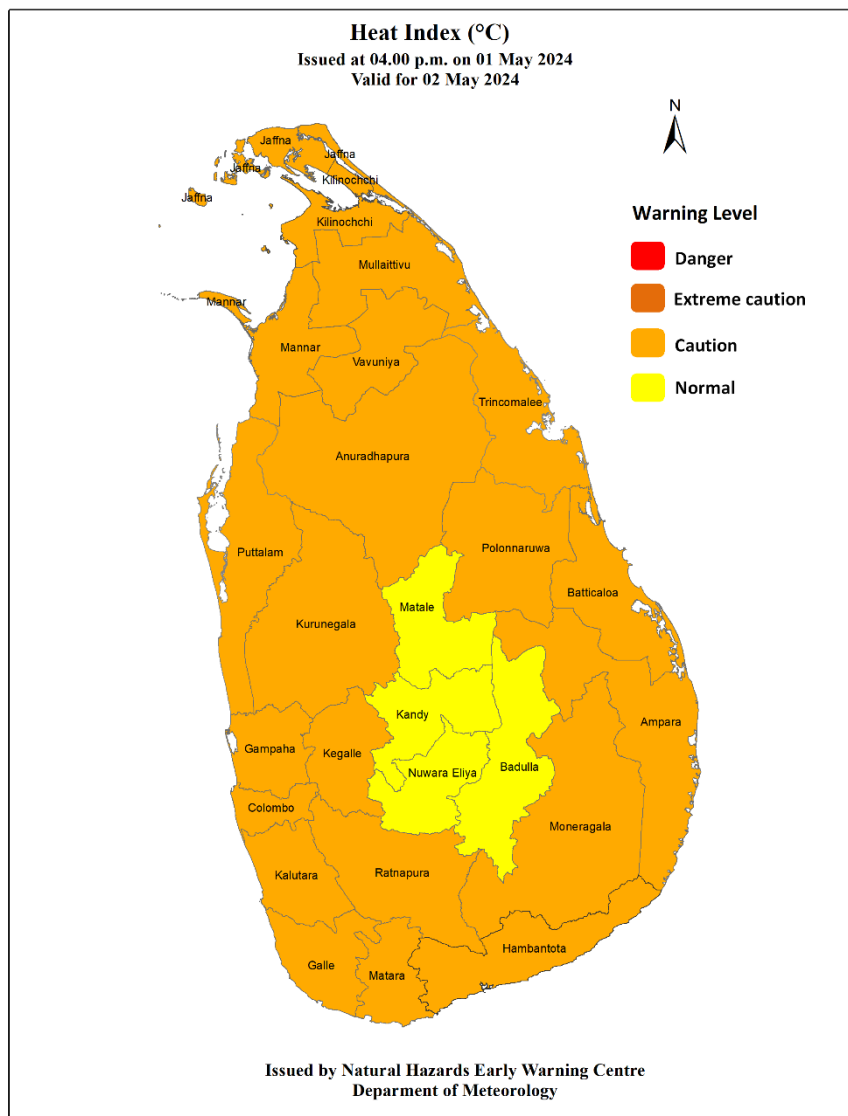 Heat Index (°C)
Issued at 04.00 p.m. on 01 May 2024
Valid for 02 May 2024
N
Jaffna
Jaffna
Jaffna
Kilinochchi
Jaffna
Kilinochchi
Mullaittivu
Mannar
Mannar
Vavuniya
Trincomalee
Anuradhapura
Puttalam
Polonnaruwa
Batticaloa
Matale
Kurunegala
Kandy
Ampara
Gampaha
Kegalle
Nuwara Eliya
Badulla
Colombo
Moneragala
Kalutara
Ratnapura
Hambantota
Galle
Matara
Warning Level
Danger
Extreme caution
Caution
Normal
Issued by Natural Hazards Early Warning Centre
Deparment of Meteorology